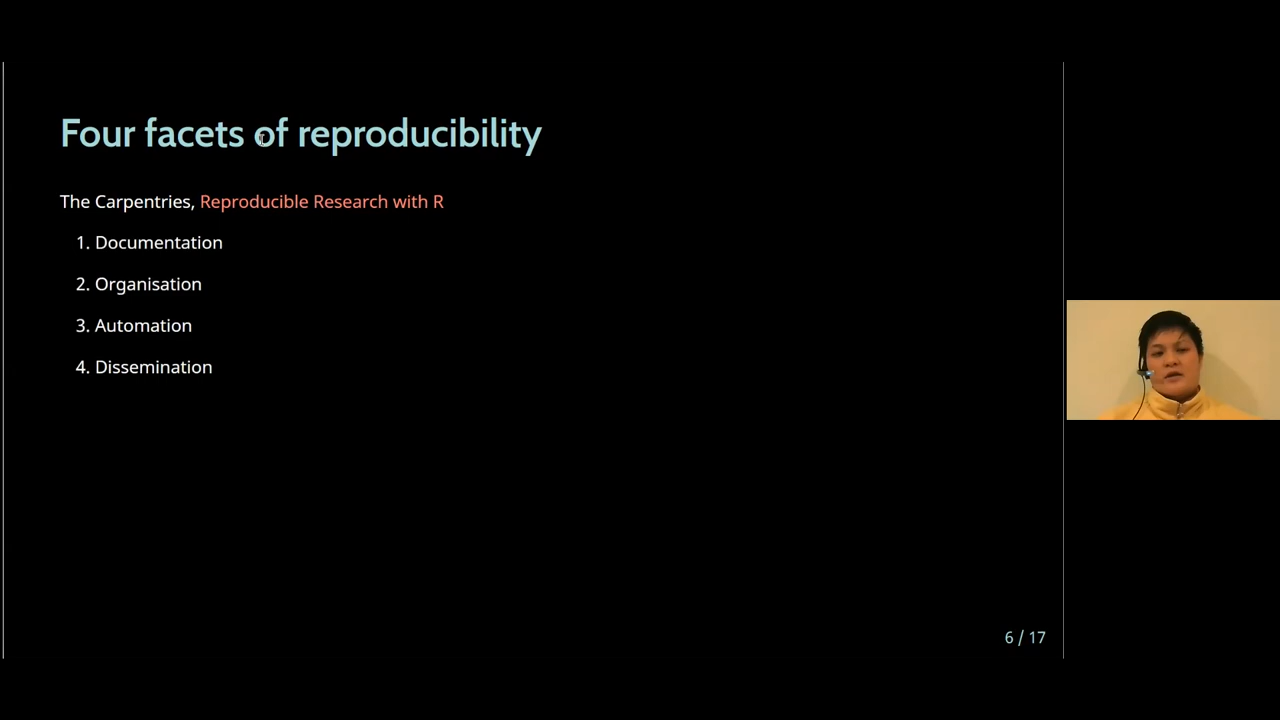 Four facets of reproducibility
The Carpentries, Reproducible Research with R
1. Documentation
2. Organisation
3. Automation
4. Dissemination
6 / 17